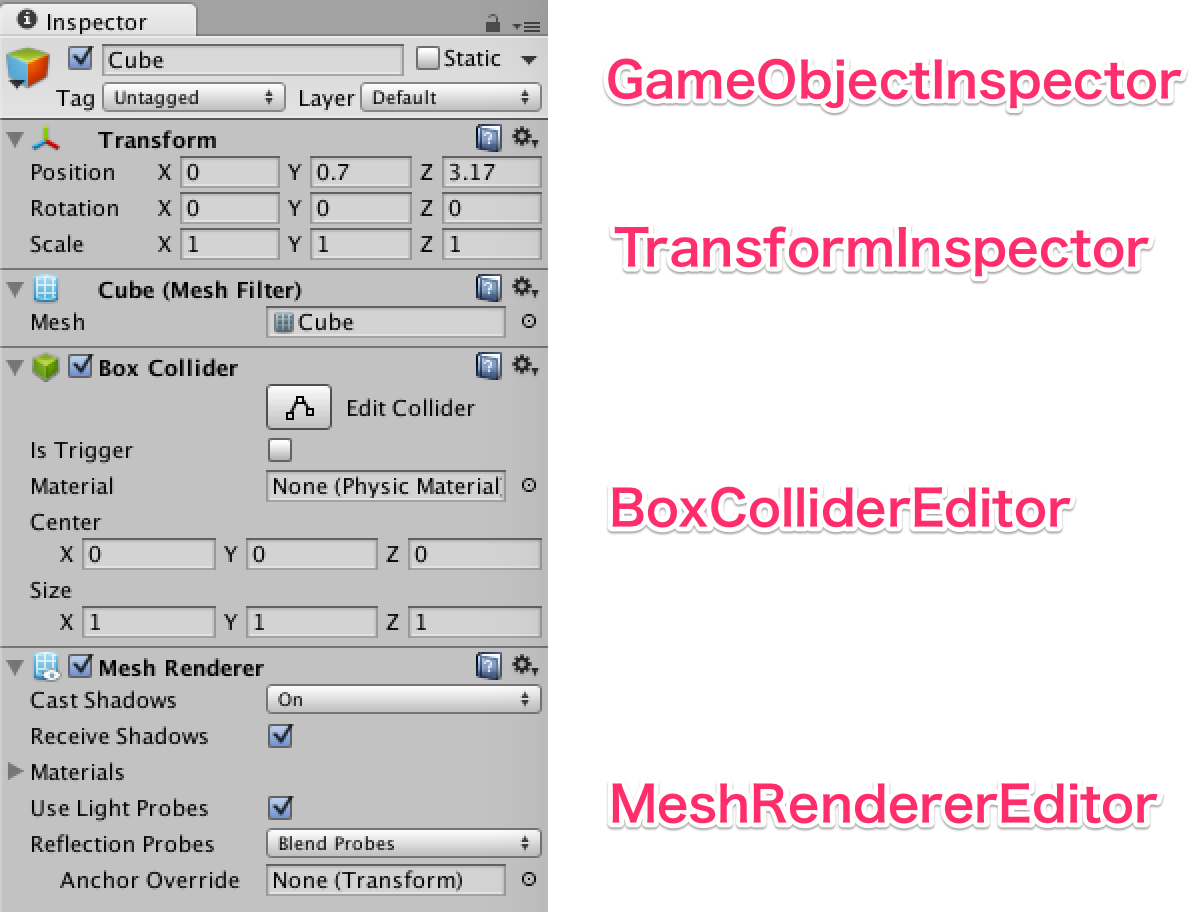 Inspector
Cube Static
Tag Untagged Layer Default
GameObjectInspector
Transform
Position X 0 Y 0.7 Z 3.17
Rotation X 0 Y 0 Z 0
Scale X 1 Y 1 Z 1
TransformInspector
Cube (Mesh Filter)
Mesh Cube
Box Collider
Edit Collider
Is Trigger
Material None (Physic Material
Center
X 0 Y 0 Z 0
Size
X 1 Y 1 Z 1
BoxColliderEditor
Mesh Renderer
Cast Shadows On
Receive Shadows
Materials
Use Light Probes
Reflection Probes Blend Probes
Anchor Override None (Transform)
MeshRendererEditor